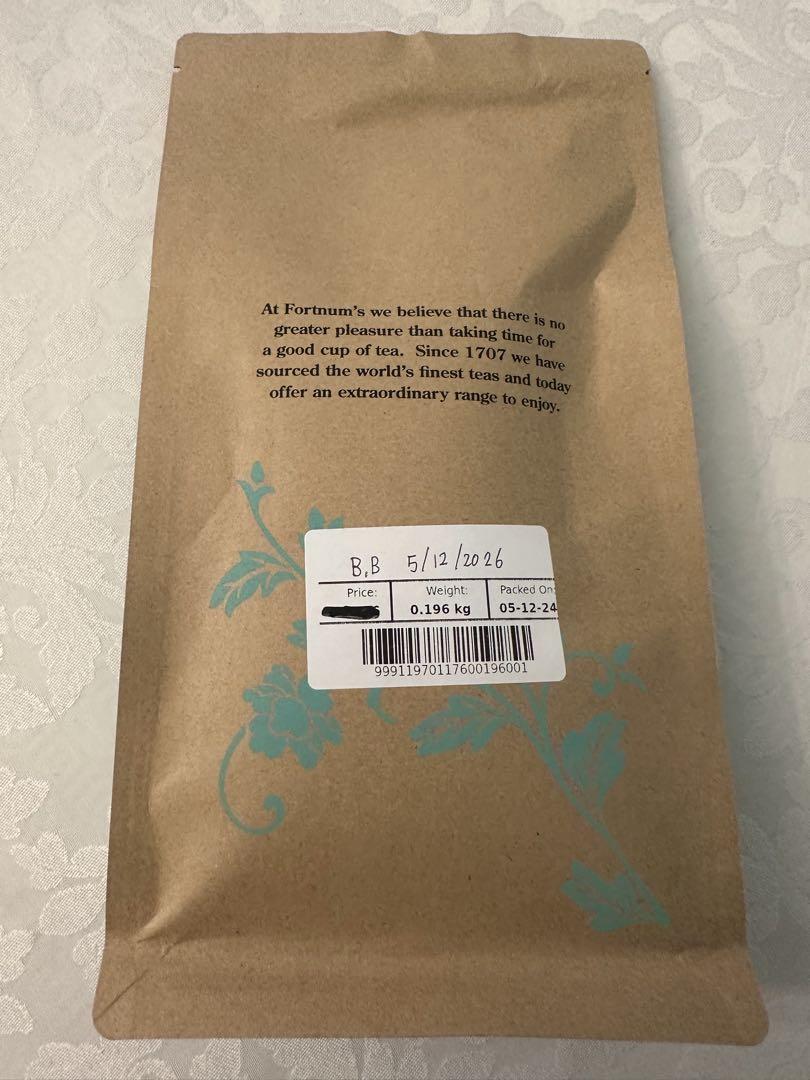 At Fortnum's we believe that there is no
greater pleasure than taking time for
a good cup of tea. Since 1707 we have
sourced the world's finest teas and today
offer an extraordinary range to enjoy.
B.B 5/12/2026
Price: Weight: Packed On:
0.196 kg 05-12-24
99911970117600196001